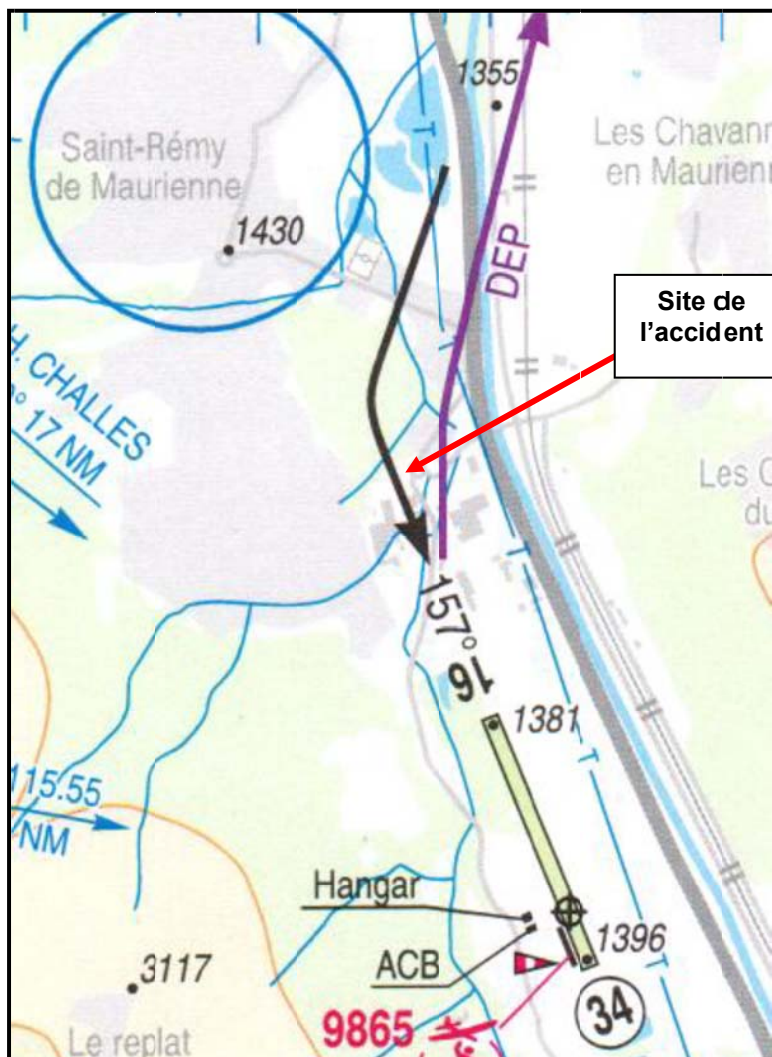 1355
Saint-Rémy
de Maurienne
Les Chavann
en Maurienn
1430
DEP
Site de
l’accident
H. CHALLES
° 17 NM
Les C
du
157°
16
1381
115.55
NM
Hangar
1396
ACB
3117
34
9865
Le replat
T
T
T
T
T